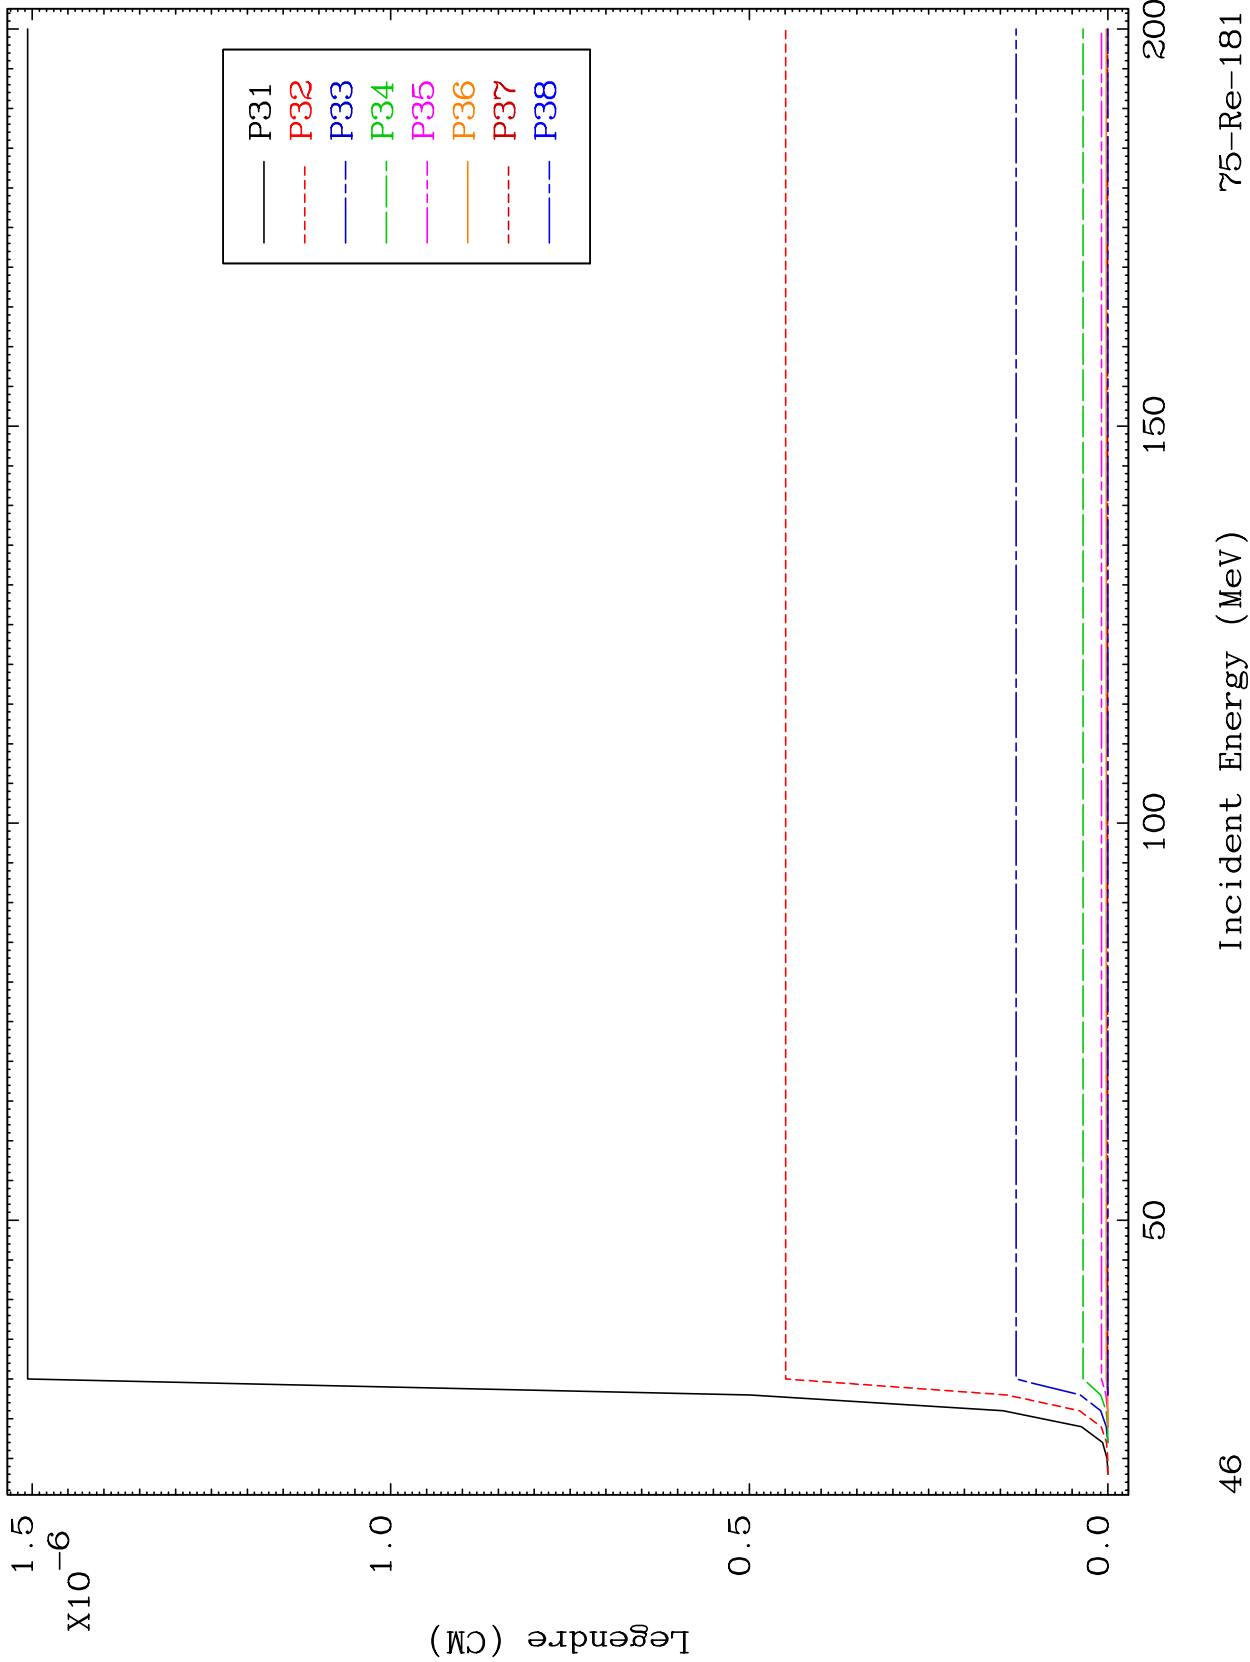 1.5
X10-6
1.0
0.5
0.0
Legendre (CM)
P31
P32
P33
P34
P35
P36
P37
P38
50
100
150
200
Incident Energy (MeV)
46
75-Re-181